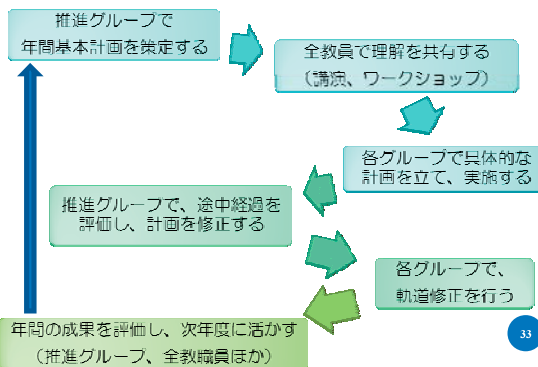 推進グループで
年間基本計画を策定する
全教員で理解を共有する
（講演、ワークショップ）
各グループで具体的な
計画を立て、実施する
推進グループで、途中経過を
評価し、計画を修正する
各グループで、
軌道修正を行う
年間の成果を評価し、次年度に活かす
（推進グループ、全教職員ほか）
33